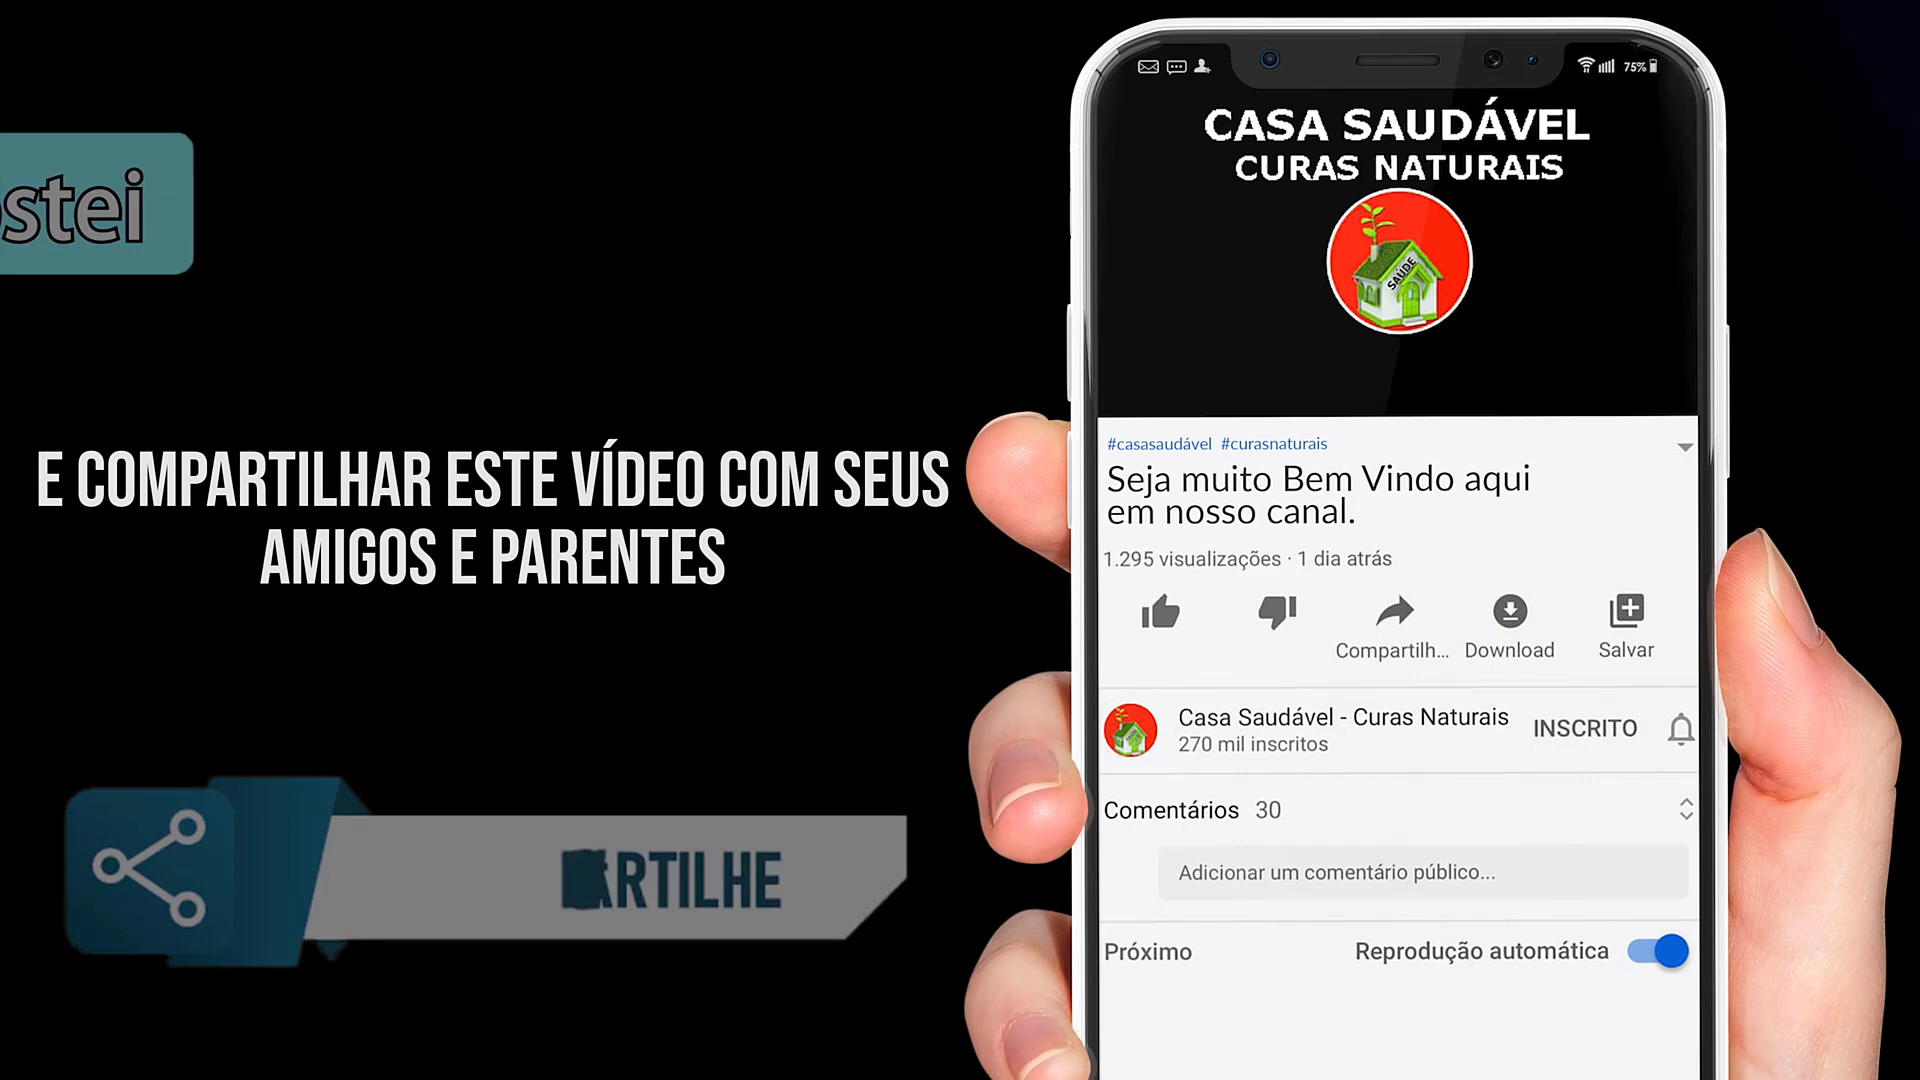 75%
CASA SAUDÁVEL
CURAS NATURAIS
SAÚDE
ostei
E COMPARTILHAR ESTE VÍDEO COM SEUS
AMIGOS E PARENTES
#casasaudável #curasnaturais
Seja muito Bem Vindo aqui
em nosso canal.
1.295 visualizações · 1 dia atrás
Compartilh... Download Salvar
Casa Saudável - Curas Naturais
270 mil inscritos
INSCRITO
Comentários 30
Adicionar um comentário público...
ARTILHE
Próximo Reprodução automática